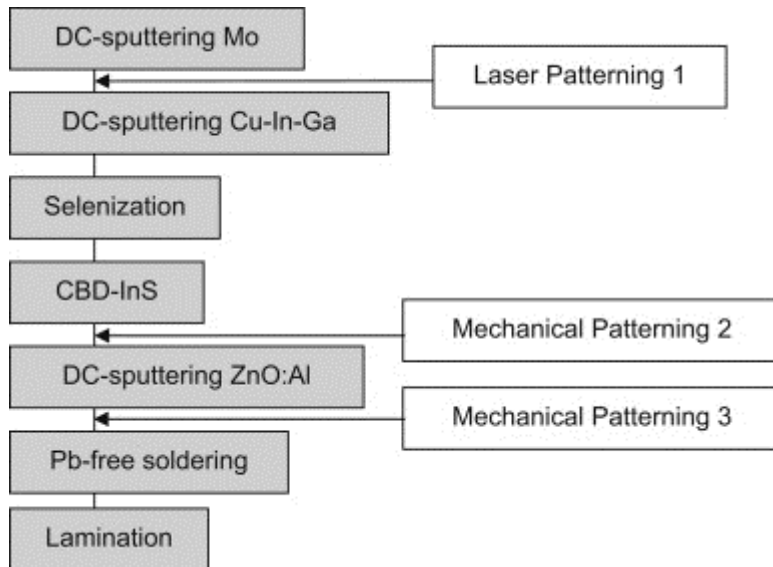 DC-sputtering Mo
Laser Patterning 1
DC-sputtering Cu-In-Ga
Selenization
CBD-InS
Mechanical Patterning 2
DC-sputtering ZnO:Al
Mechanical Patterning 3
Pb-free soldering
Lamination